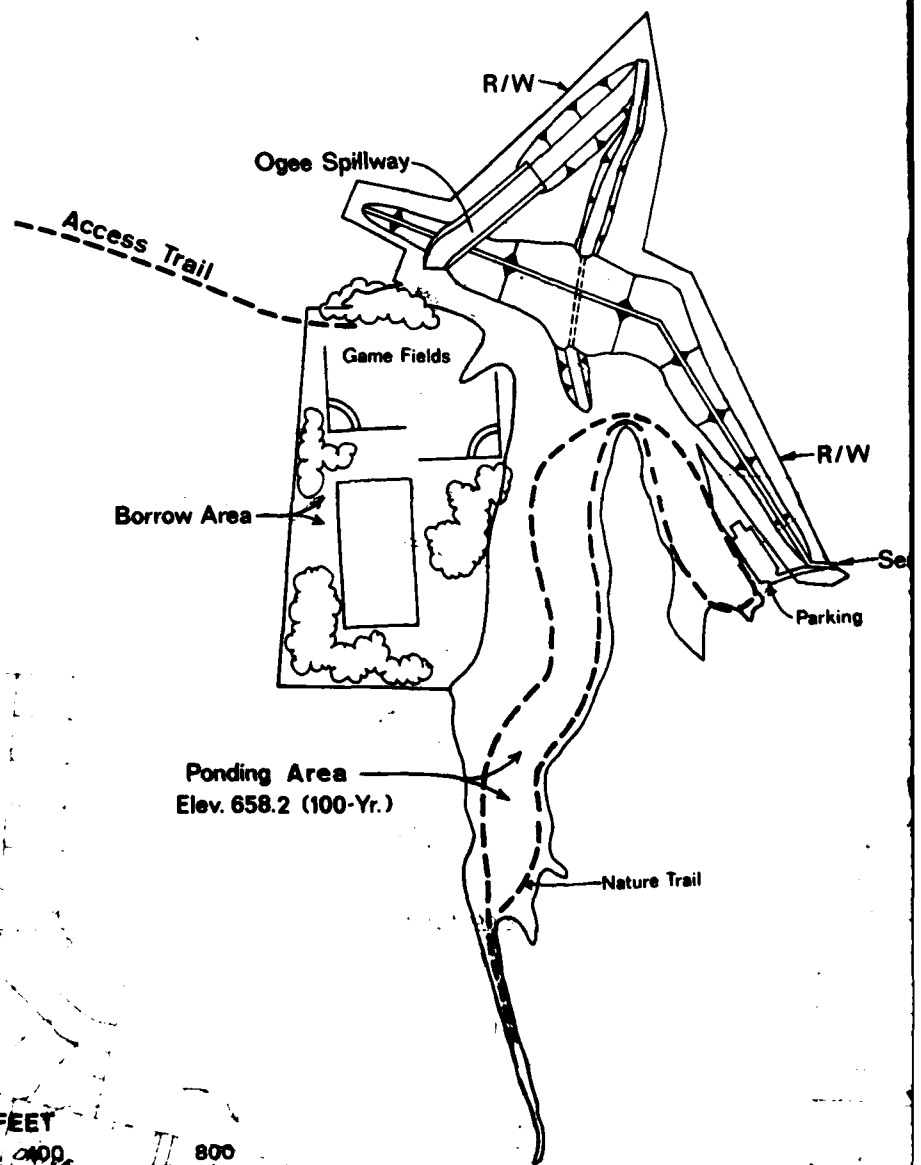 R/W
Ogee Spillway
Access Trail
Game Fields
R/W
Borrow Area
Parking
Ponding Area
Elev. 658.2 (100-Yr.)
Nature Trail
FEET
400
800